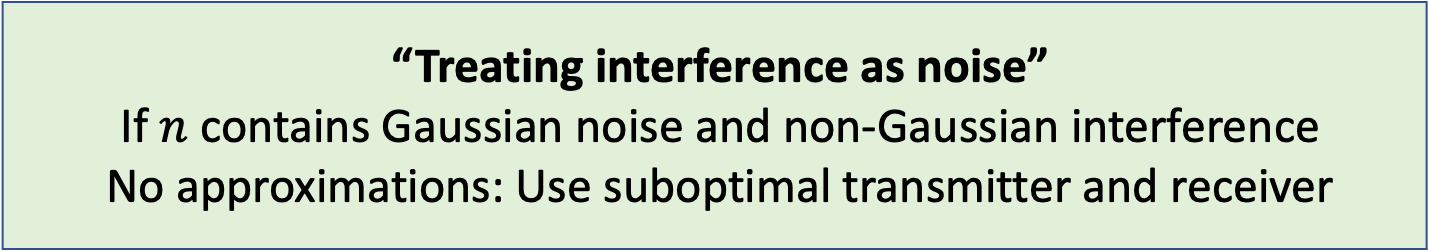 “Treating interference as noise”
If 𝑛 contains Gaussian noise and non-Gaussian interference
No approximations: Use suboptimal transmitter and receiver